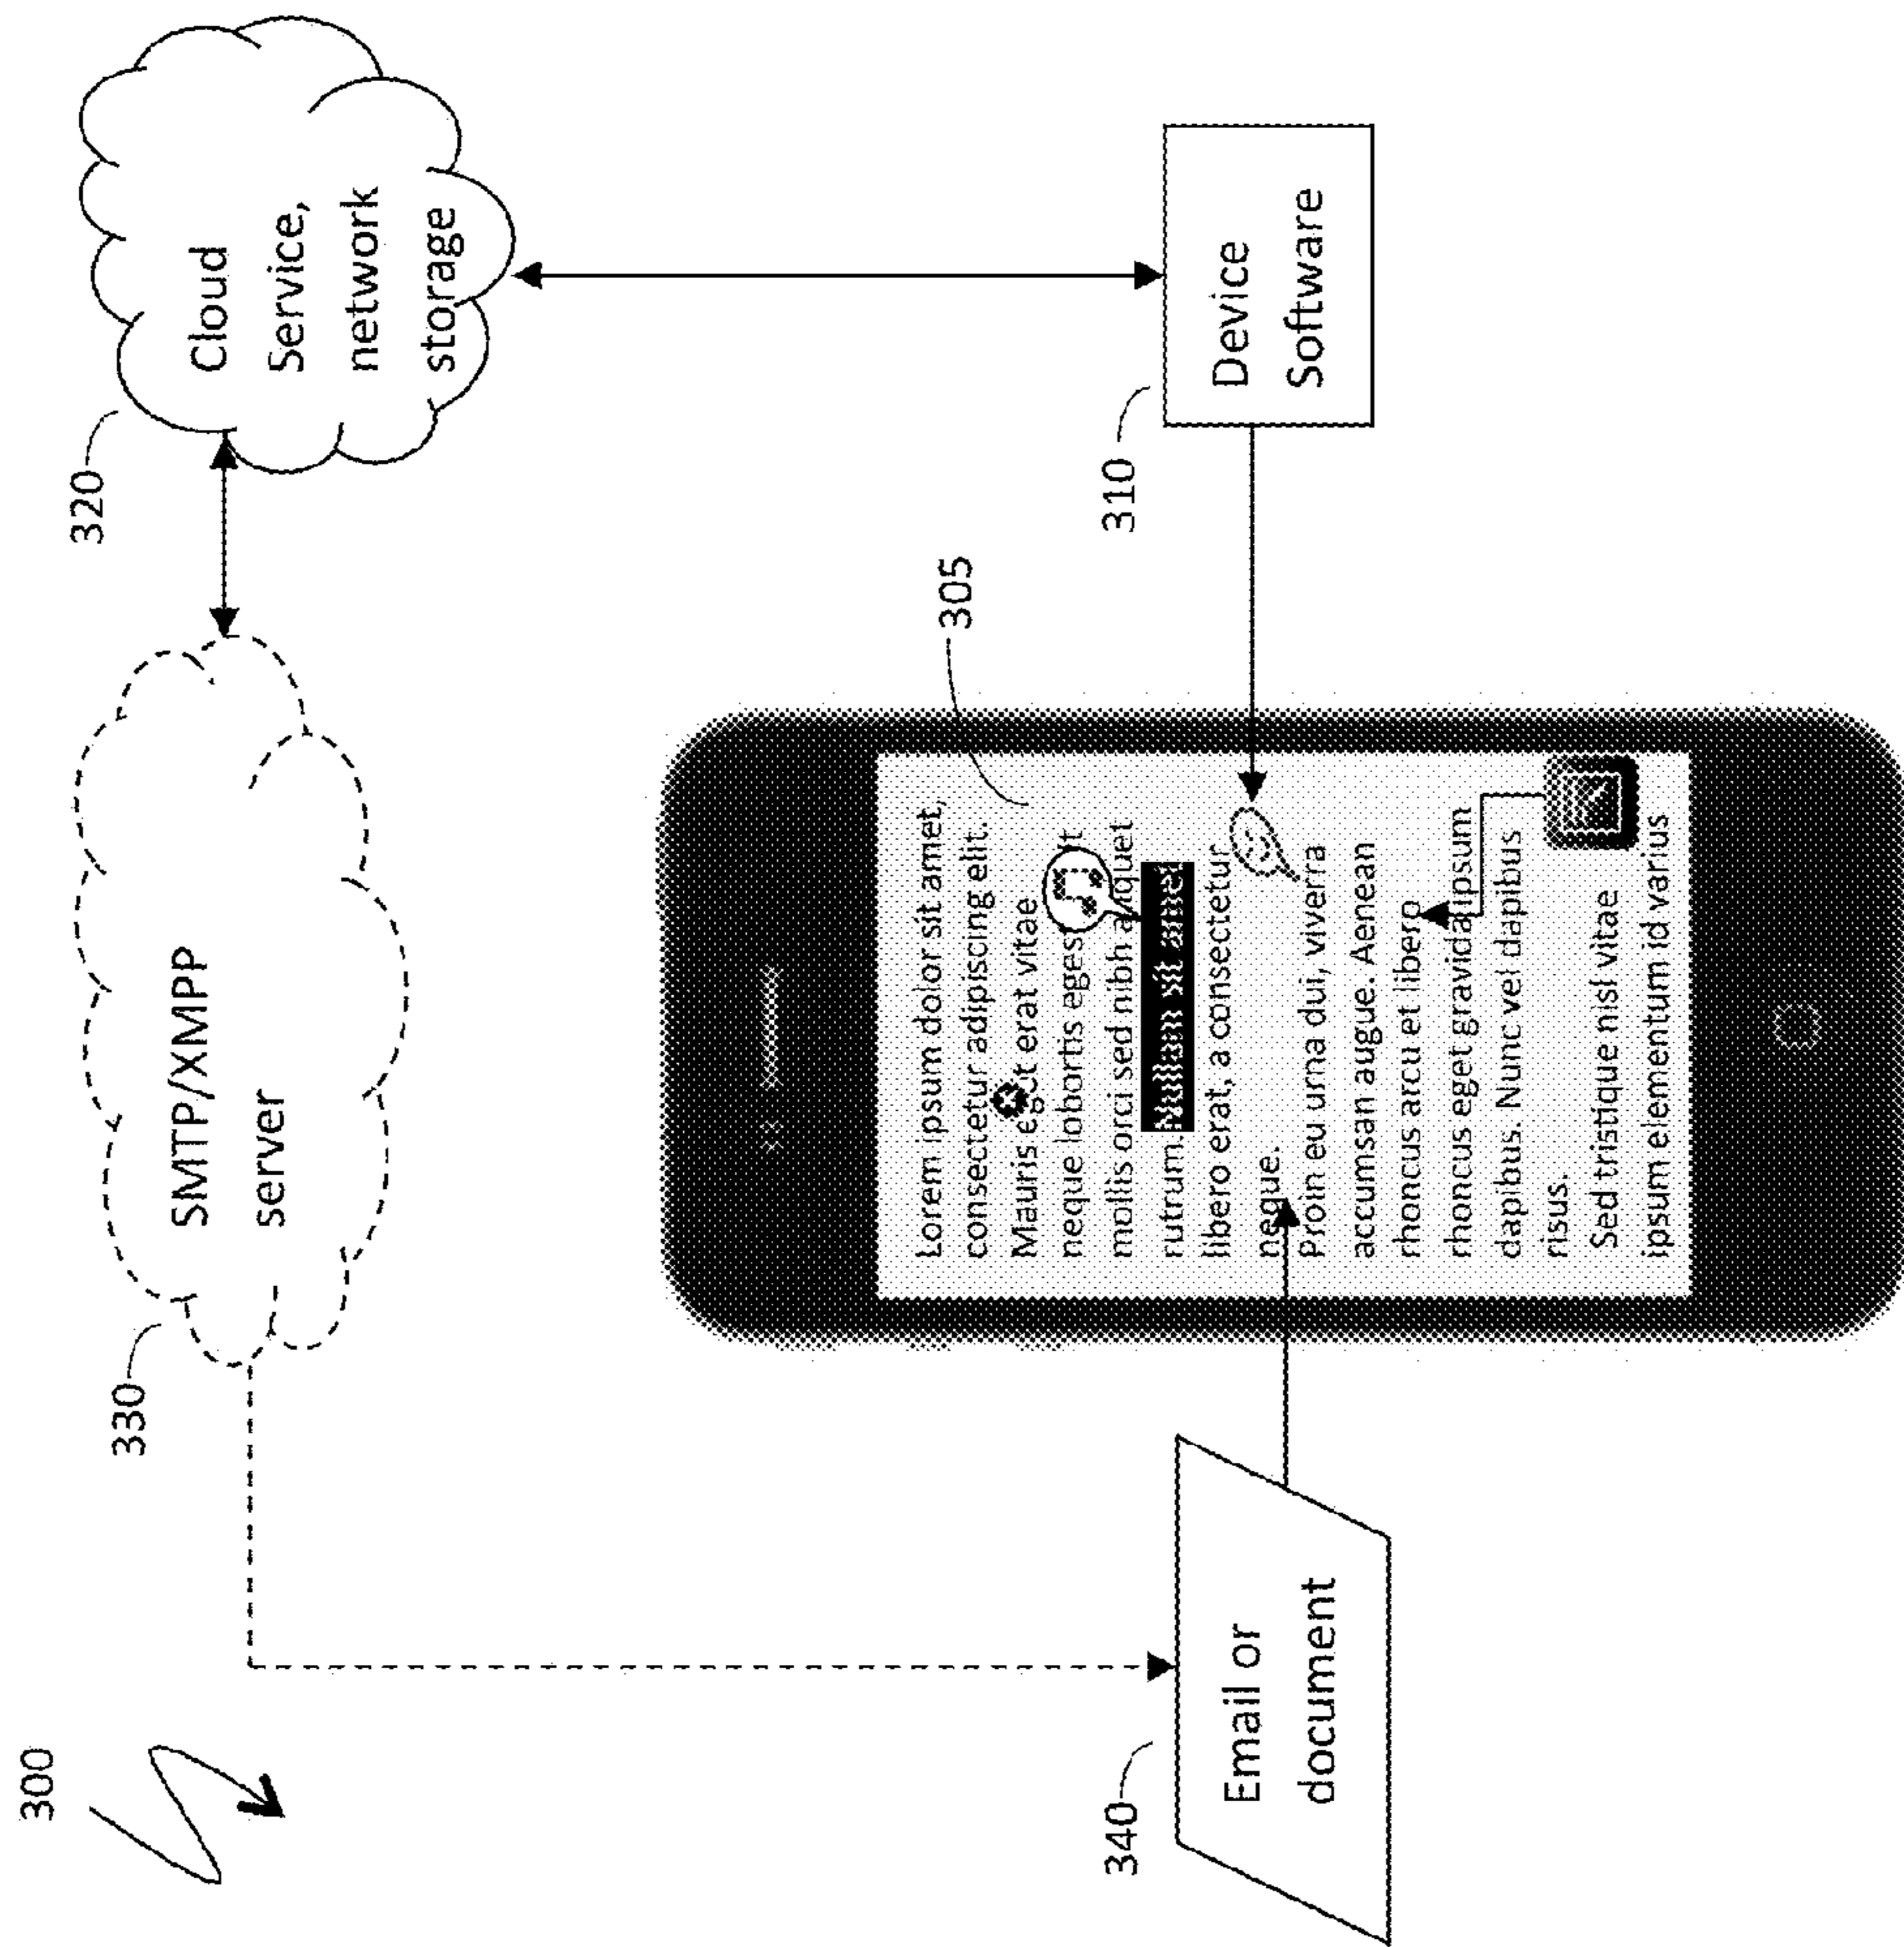 300
330
SMTP/XMPP
server
320
Cloud
Service,
network
storage
305
Lorem ipsum dolor sit amet,
consectetur adipiscing elit.
Mauris eget erat vitae
neque lobortis eges
mollis orci sed nibh aliquet
rutrum. Nullam sit amet
libero erat, a consectetur
neque.
Proin eu urna dui, viverra
accumsan augue. Aenean
rhoncus arcu et libero
rhoncus eget gravida ipsum
dapibus. Nunc vel dapibus
risus.
Sed tristique nisl vitae
ipsum elementum id varius
340
Email or
document
310
Device
Software